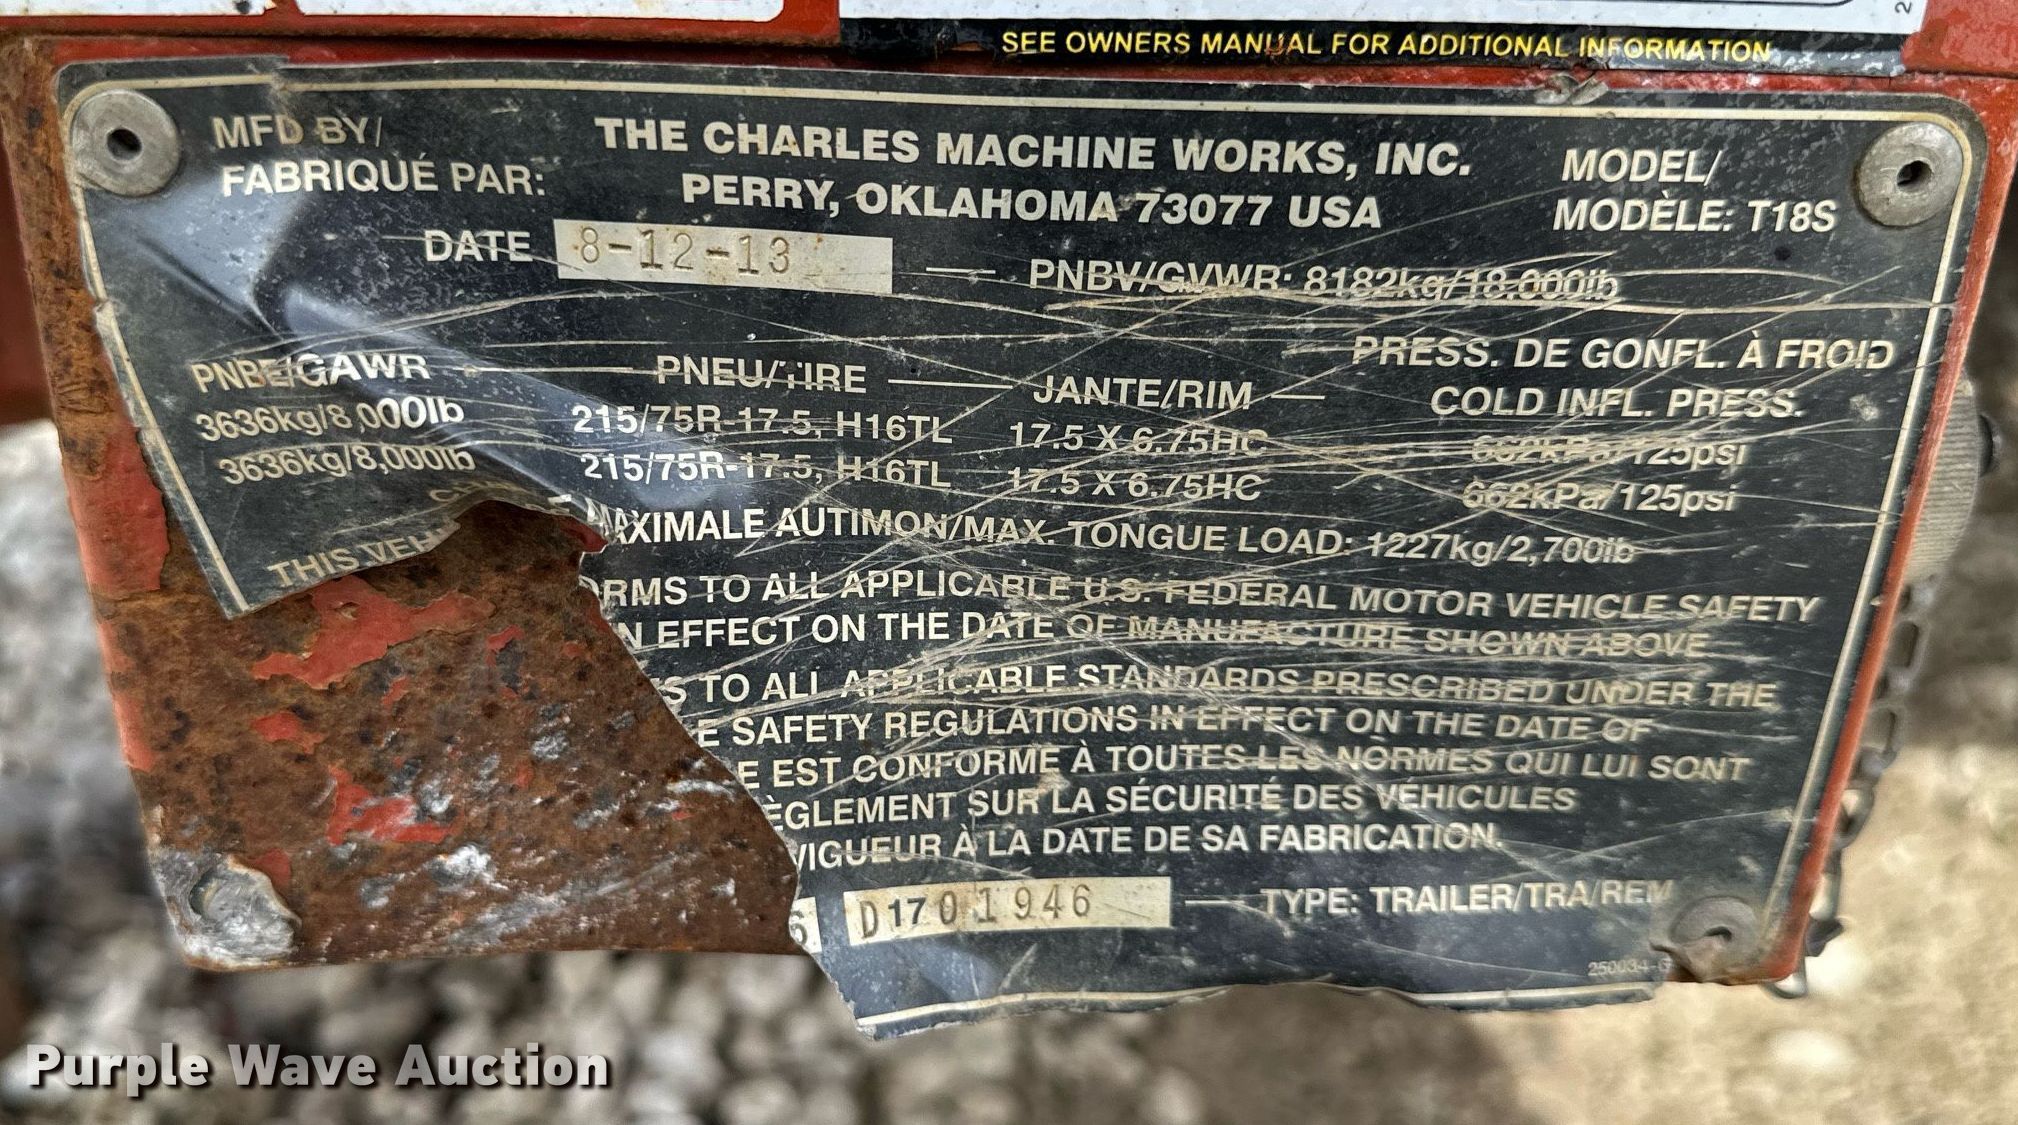 SEE OWNERS MANUAL FOR ADDITIONAL INFORMATION
MFD BY/
FABRIQUÉ PAR:
THE CHARLES MACHINE WORKS, INC.
PERRY, OKLAHOMA 73077 USA
MODEL/
MODÈLE: T18S
DATE 8-12-13
PNBV/GVWR: 8182kg/18,000lb
PNBE/GAWR PNEU/TIRE JANTE/RIM PRESS. DE GONFL. À FROID
COLD INFL. PRESS.
3636kg/8,000lb 215/75R-17.5, H16TL 17.5 X 6.75HC 662kPa/125psi
3636kg/8,000lb 215/75R-17.5, H16TL 17.5 X 6.75HC 662kPa/125psi
MAXIMALE AUTIMON/MAX. TONGUE LOAD: 1227kg/2,700lb
THIS VEH
ORMS TO ALL APPLICABLE U.S. FEDERAL MOTOR VEHICLE SAFETY
IN EFFECT ON THE DATE OF MANUFACTURE SHOWN ABOVE
S TO ALL APPLICABLE STANDARDS PRESCRIBED UNDER THE
E SAFETY REGULATIONS IN EFFECT ON THE DATE OF
E EST CONFORME À TOUTES LES NORMES QUI LUI SONT
ÈGLEMENT SUR LA SÉCURITÉ DES VÉHICULES
VIGUEUR À LA DATE DE SA FABRICATION.
D1701946 TYPE: TRAILER/TRA/REM
Purple Wave Auction